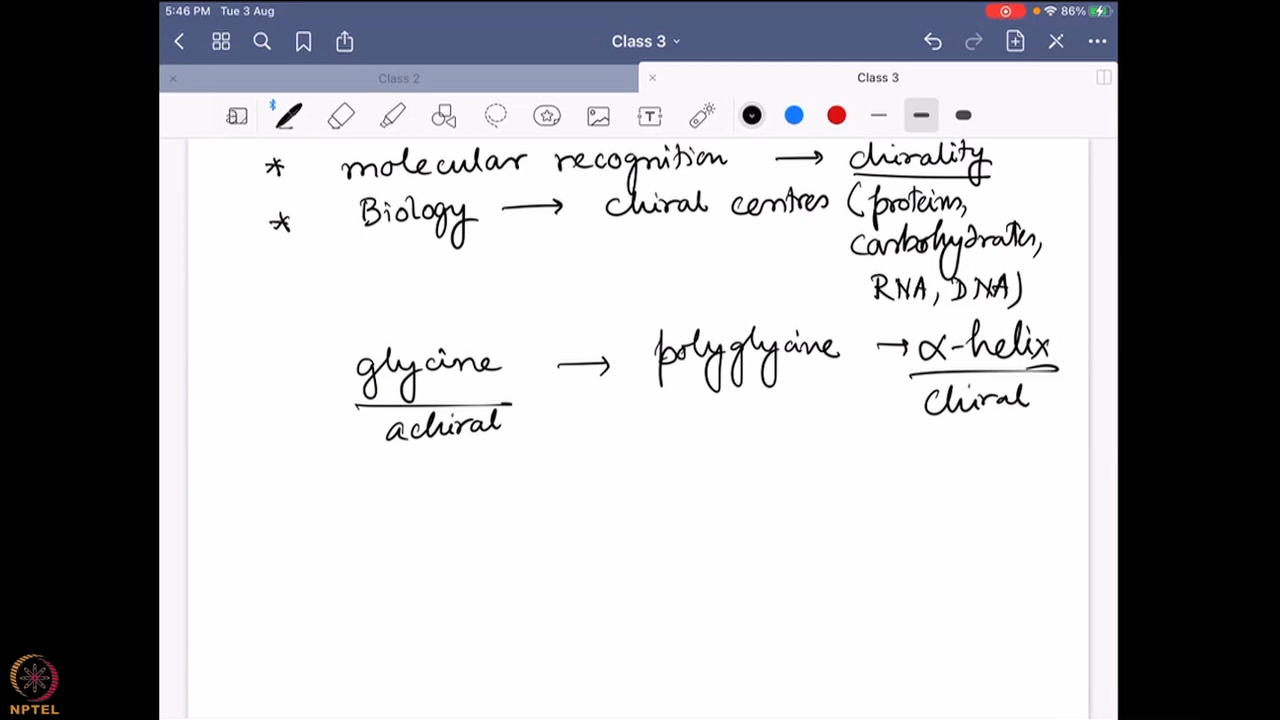 5:46 PM Tue 3 Aug 86%
Class 3
Class 2 Class 3
* molecular recognition → chirality
* Biology → chiral centres (proteins,
carbohydrates,
RNA, DNA)
glycine → polyglycine → α-helix
achiral chiral
NPTEL